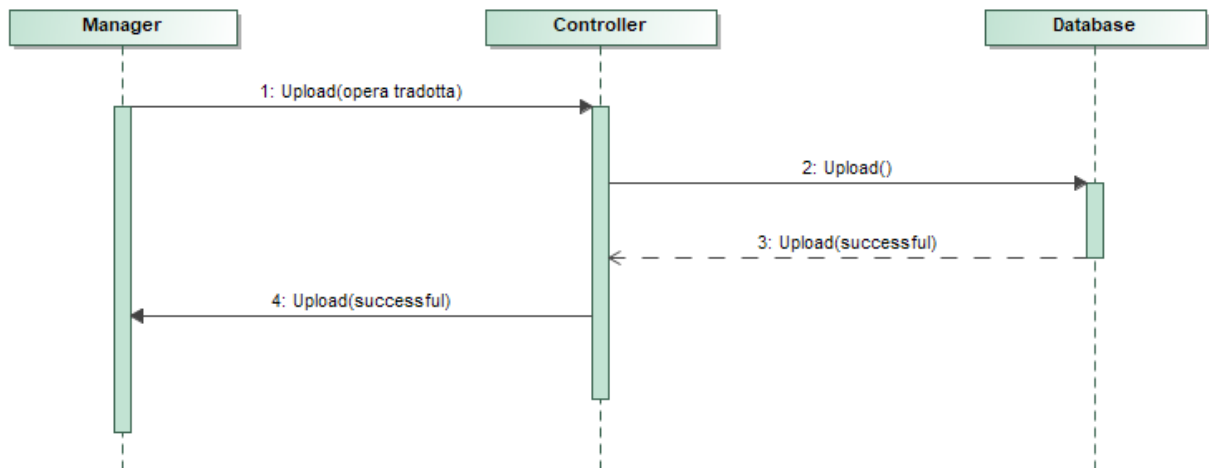 Manager
Controller
Database
1: Upload(opera tradotta)
2: Upload()
3: Upload(successful)
4: Upload(successful)